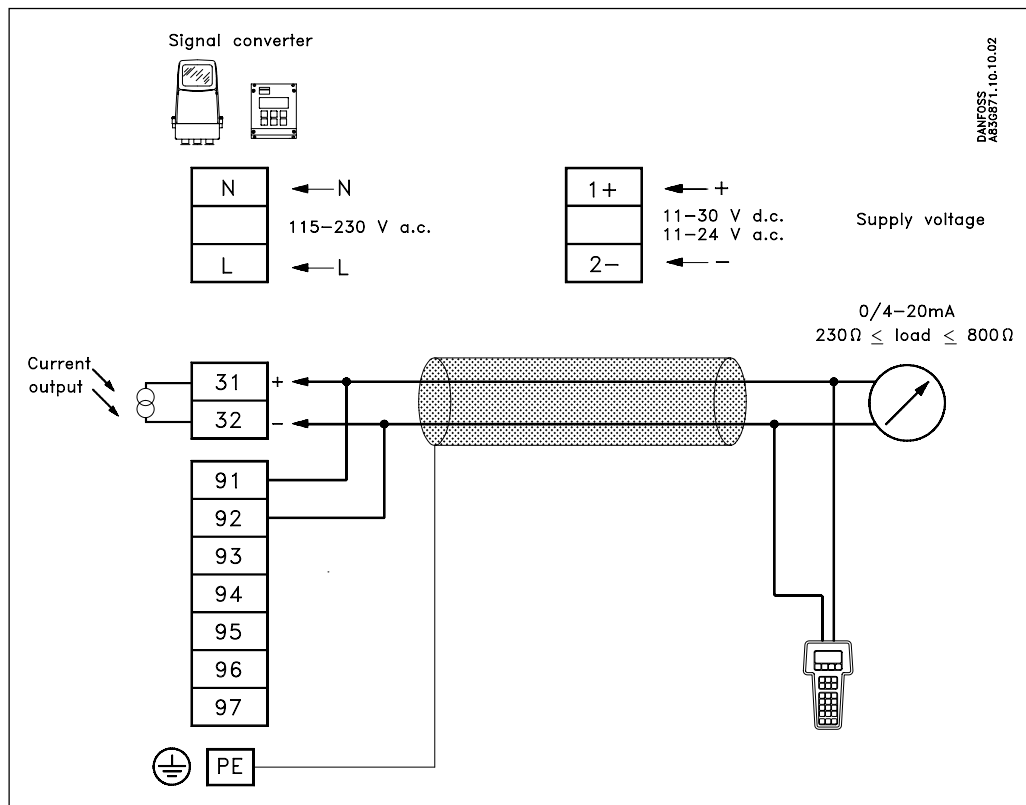 Signal converter
DANFOSS
A83G871.10.10.02
N
N
115-230 V a.c.
L
L
1+
+
11-30 V d.c.
11-24 V a.c.
2-
-
Supply voltage
0/4-20mA
230Ω ≤ load ≤ 800Ω
Current
output
31
+
32
-
91
92
93
94
95
96
97
PE